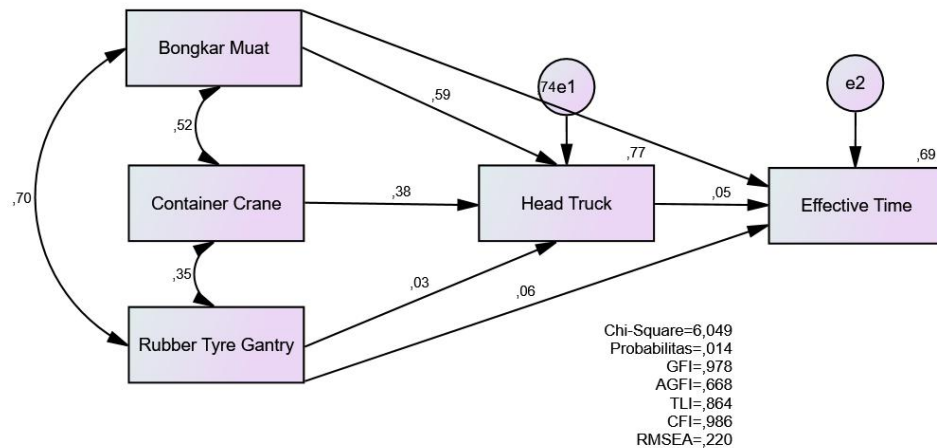 Bongkar Muat
,59
,74
e1
e2
,52
,77
,69
,70
Container Crane
,38
Head Truck
,05
Effective Time
,35
,03
,06
Rubber Tyre Gantry
Chi-Square=6,049
Probabilitas=,014
GFI=,978
AGFI=,668
TLI=,864
CFI=,986
RMSEA=,220